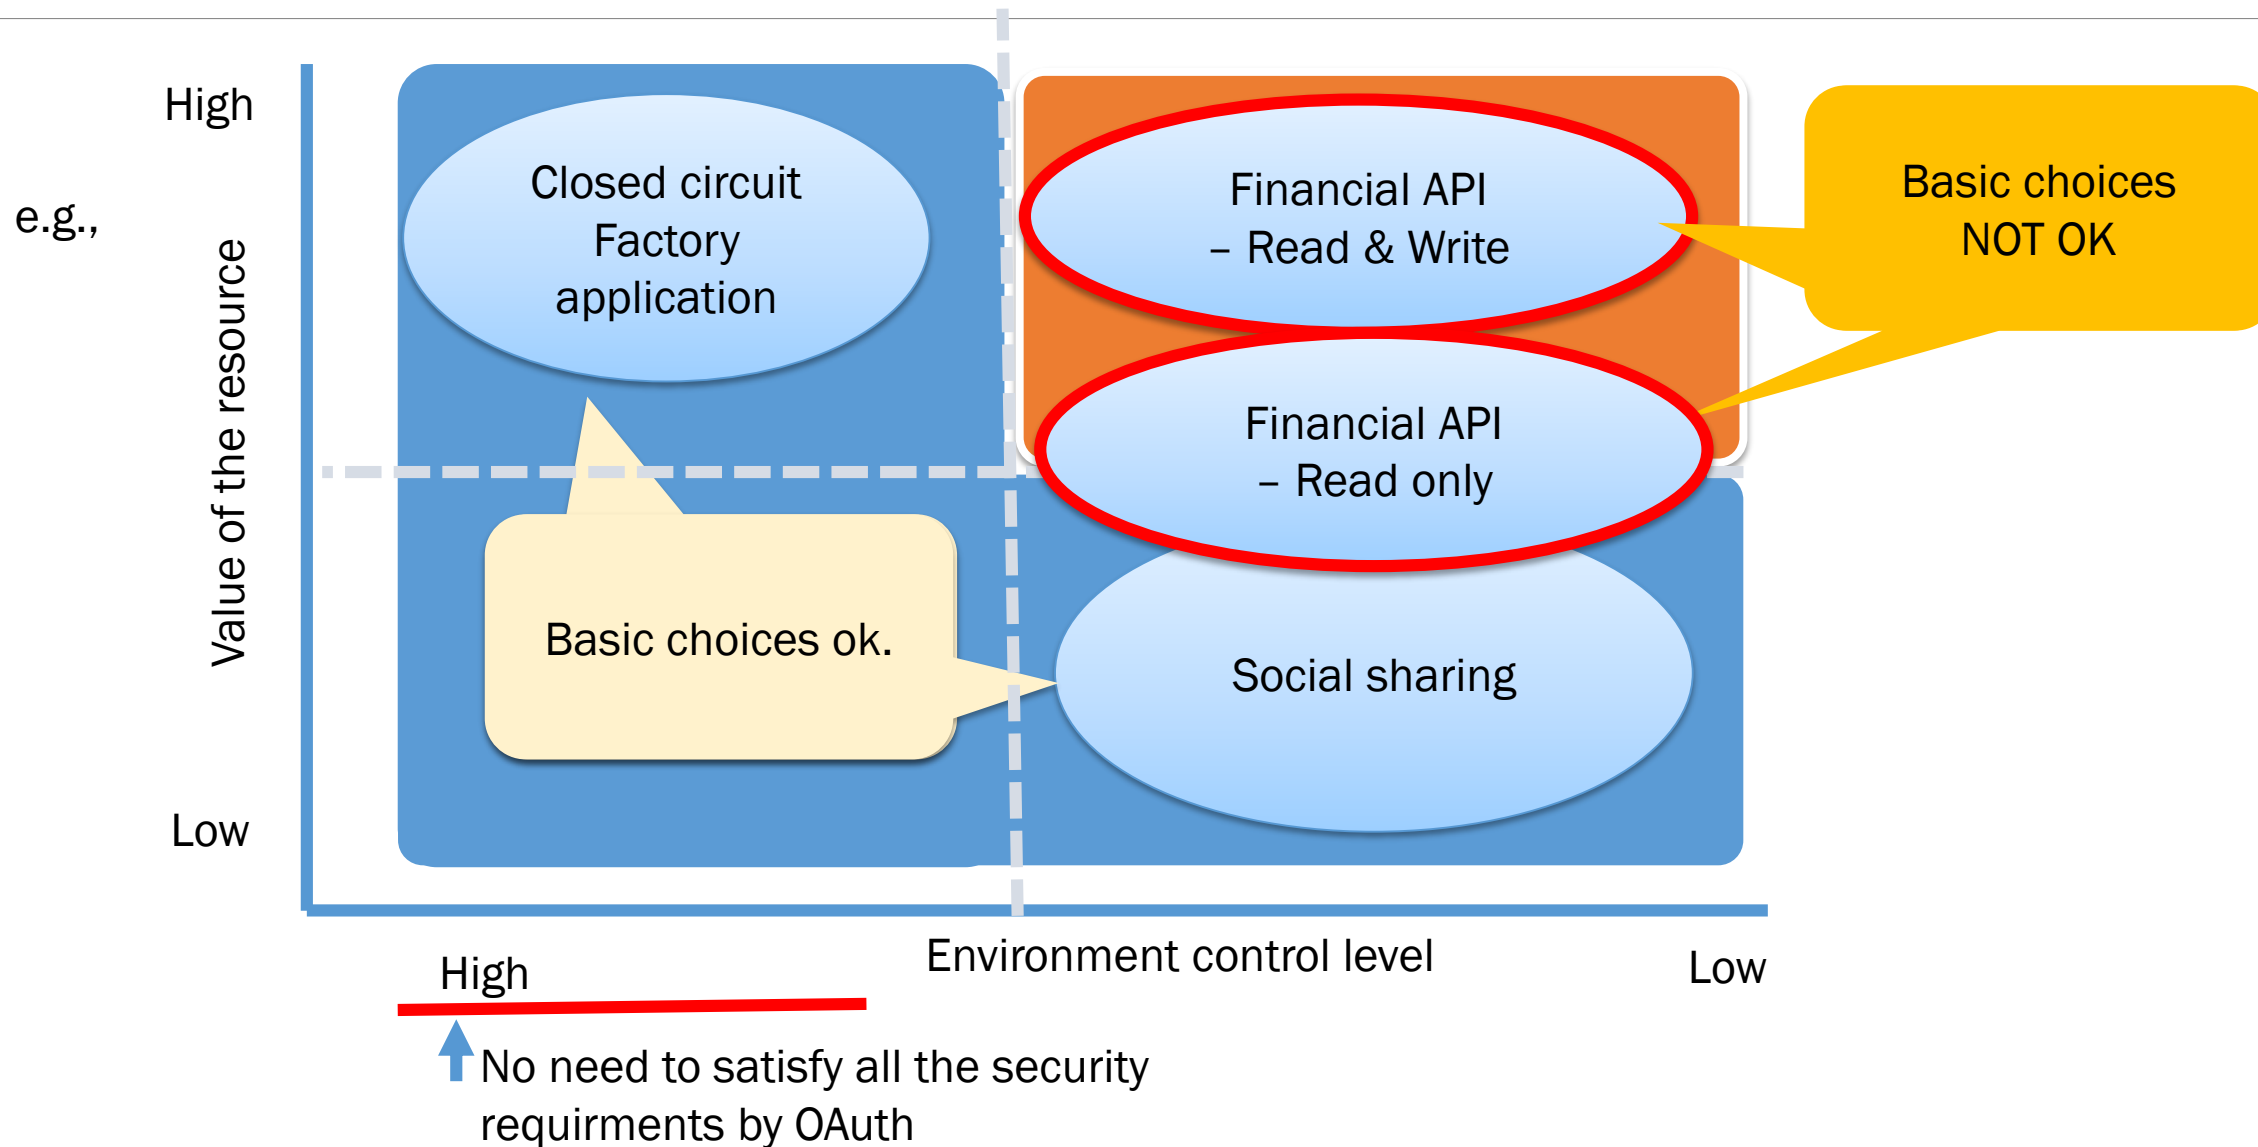 High
e.g.,
Value of the resource
Low
Closed circuit
Factory
application
Financial API
– Read & Write
Basic choices
NOT OK
Financial API
– Read only
Basic choices ok.
Social sharing
High
Environment control level
Low
No need to satisfy all the security
requirments by OAuth